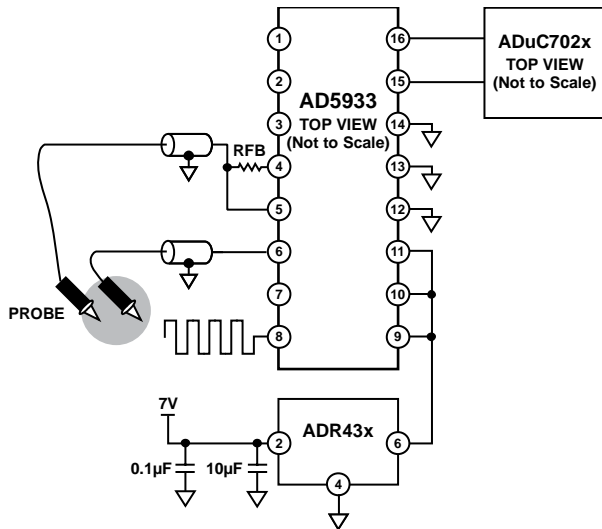 1
16
ADuC702x
TOP VIEW
(Not to Scale)
2
15
AD5933
TOP VIEW
(Not to Scale)
3
14
RFB
4
13
5
12
6
11
7
10
PROBE
8
9
7V
ADR43x
2
6
0.1µF
10µF
4